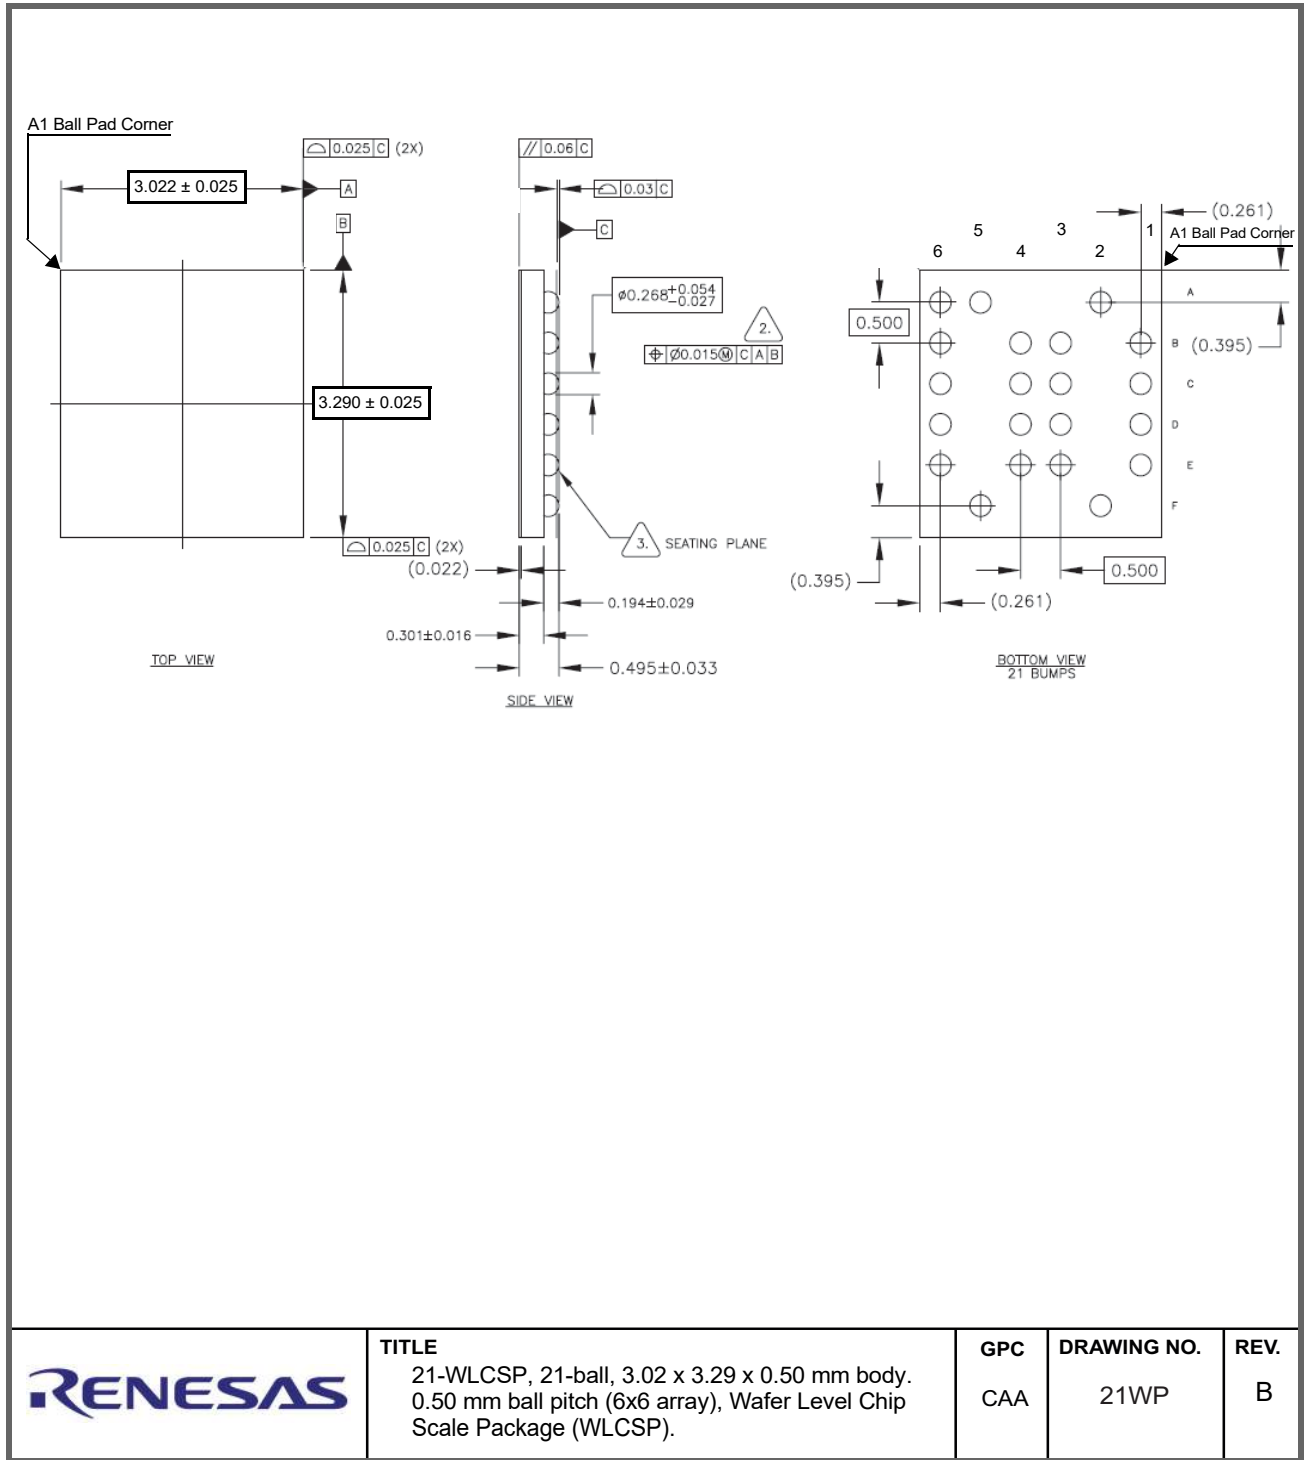 A1 Ball Pad Corner
⌓ 0.025 C (2X)
3.022 ± 0.025
A
B
3.290 ± 0.025
⌓ 0.025 C (2X)
TOP VIEW
// 0.06 C
⌓ 0.03 C
C
ø0.268 +0.054 −0.027
2.
⌖ Ø0.015Ⓜ C A B
3. SEATING PLANE
(0.022)
0.194±0.029
0.301±0.016
0.495±0.033
SIDE VIEW
(0.261)
5 3 1 A1 Ball Pad Corner
6 4 2
A
0.500
B (0.395)
C
D
E
F
(0.395)
0.500
(0.261)
BOTTOM VIEW
21 BUMPS
RENESAS
TITLE
21-WLCSP, 21-ball, 3.02 x 3.29 x 0.50 mm body.
0.50 mm ball pitch (6x6 array), Wafer Level Chip
Scale Package (WLCSP).
GPC
CAA
DRAWING NO.
21WP
REV.
B